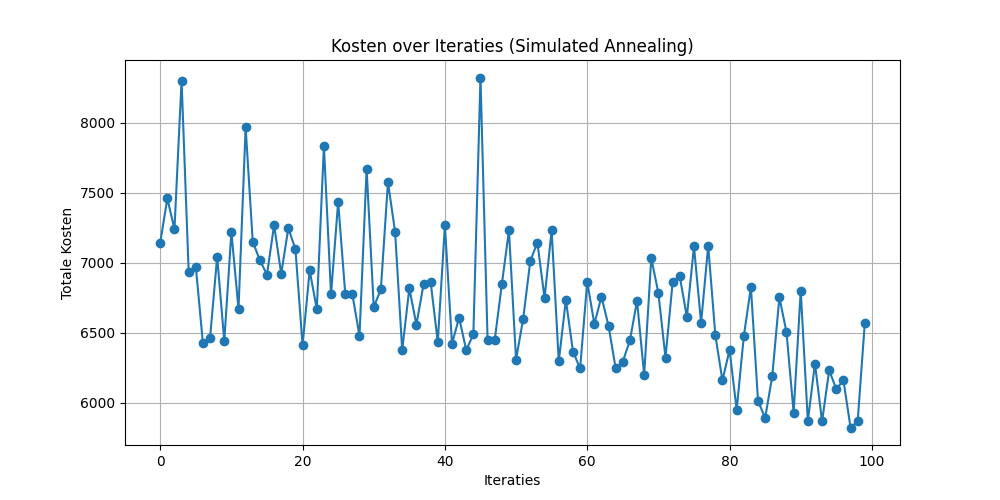 Kosten over Iteraties (Simulated Annealing)
Totale Kosten
8000
7500
7000
6500
6000
0 20 40 60 80 100
Iteraties